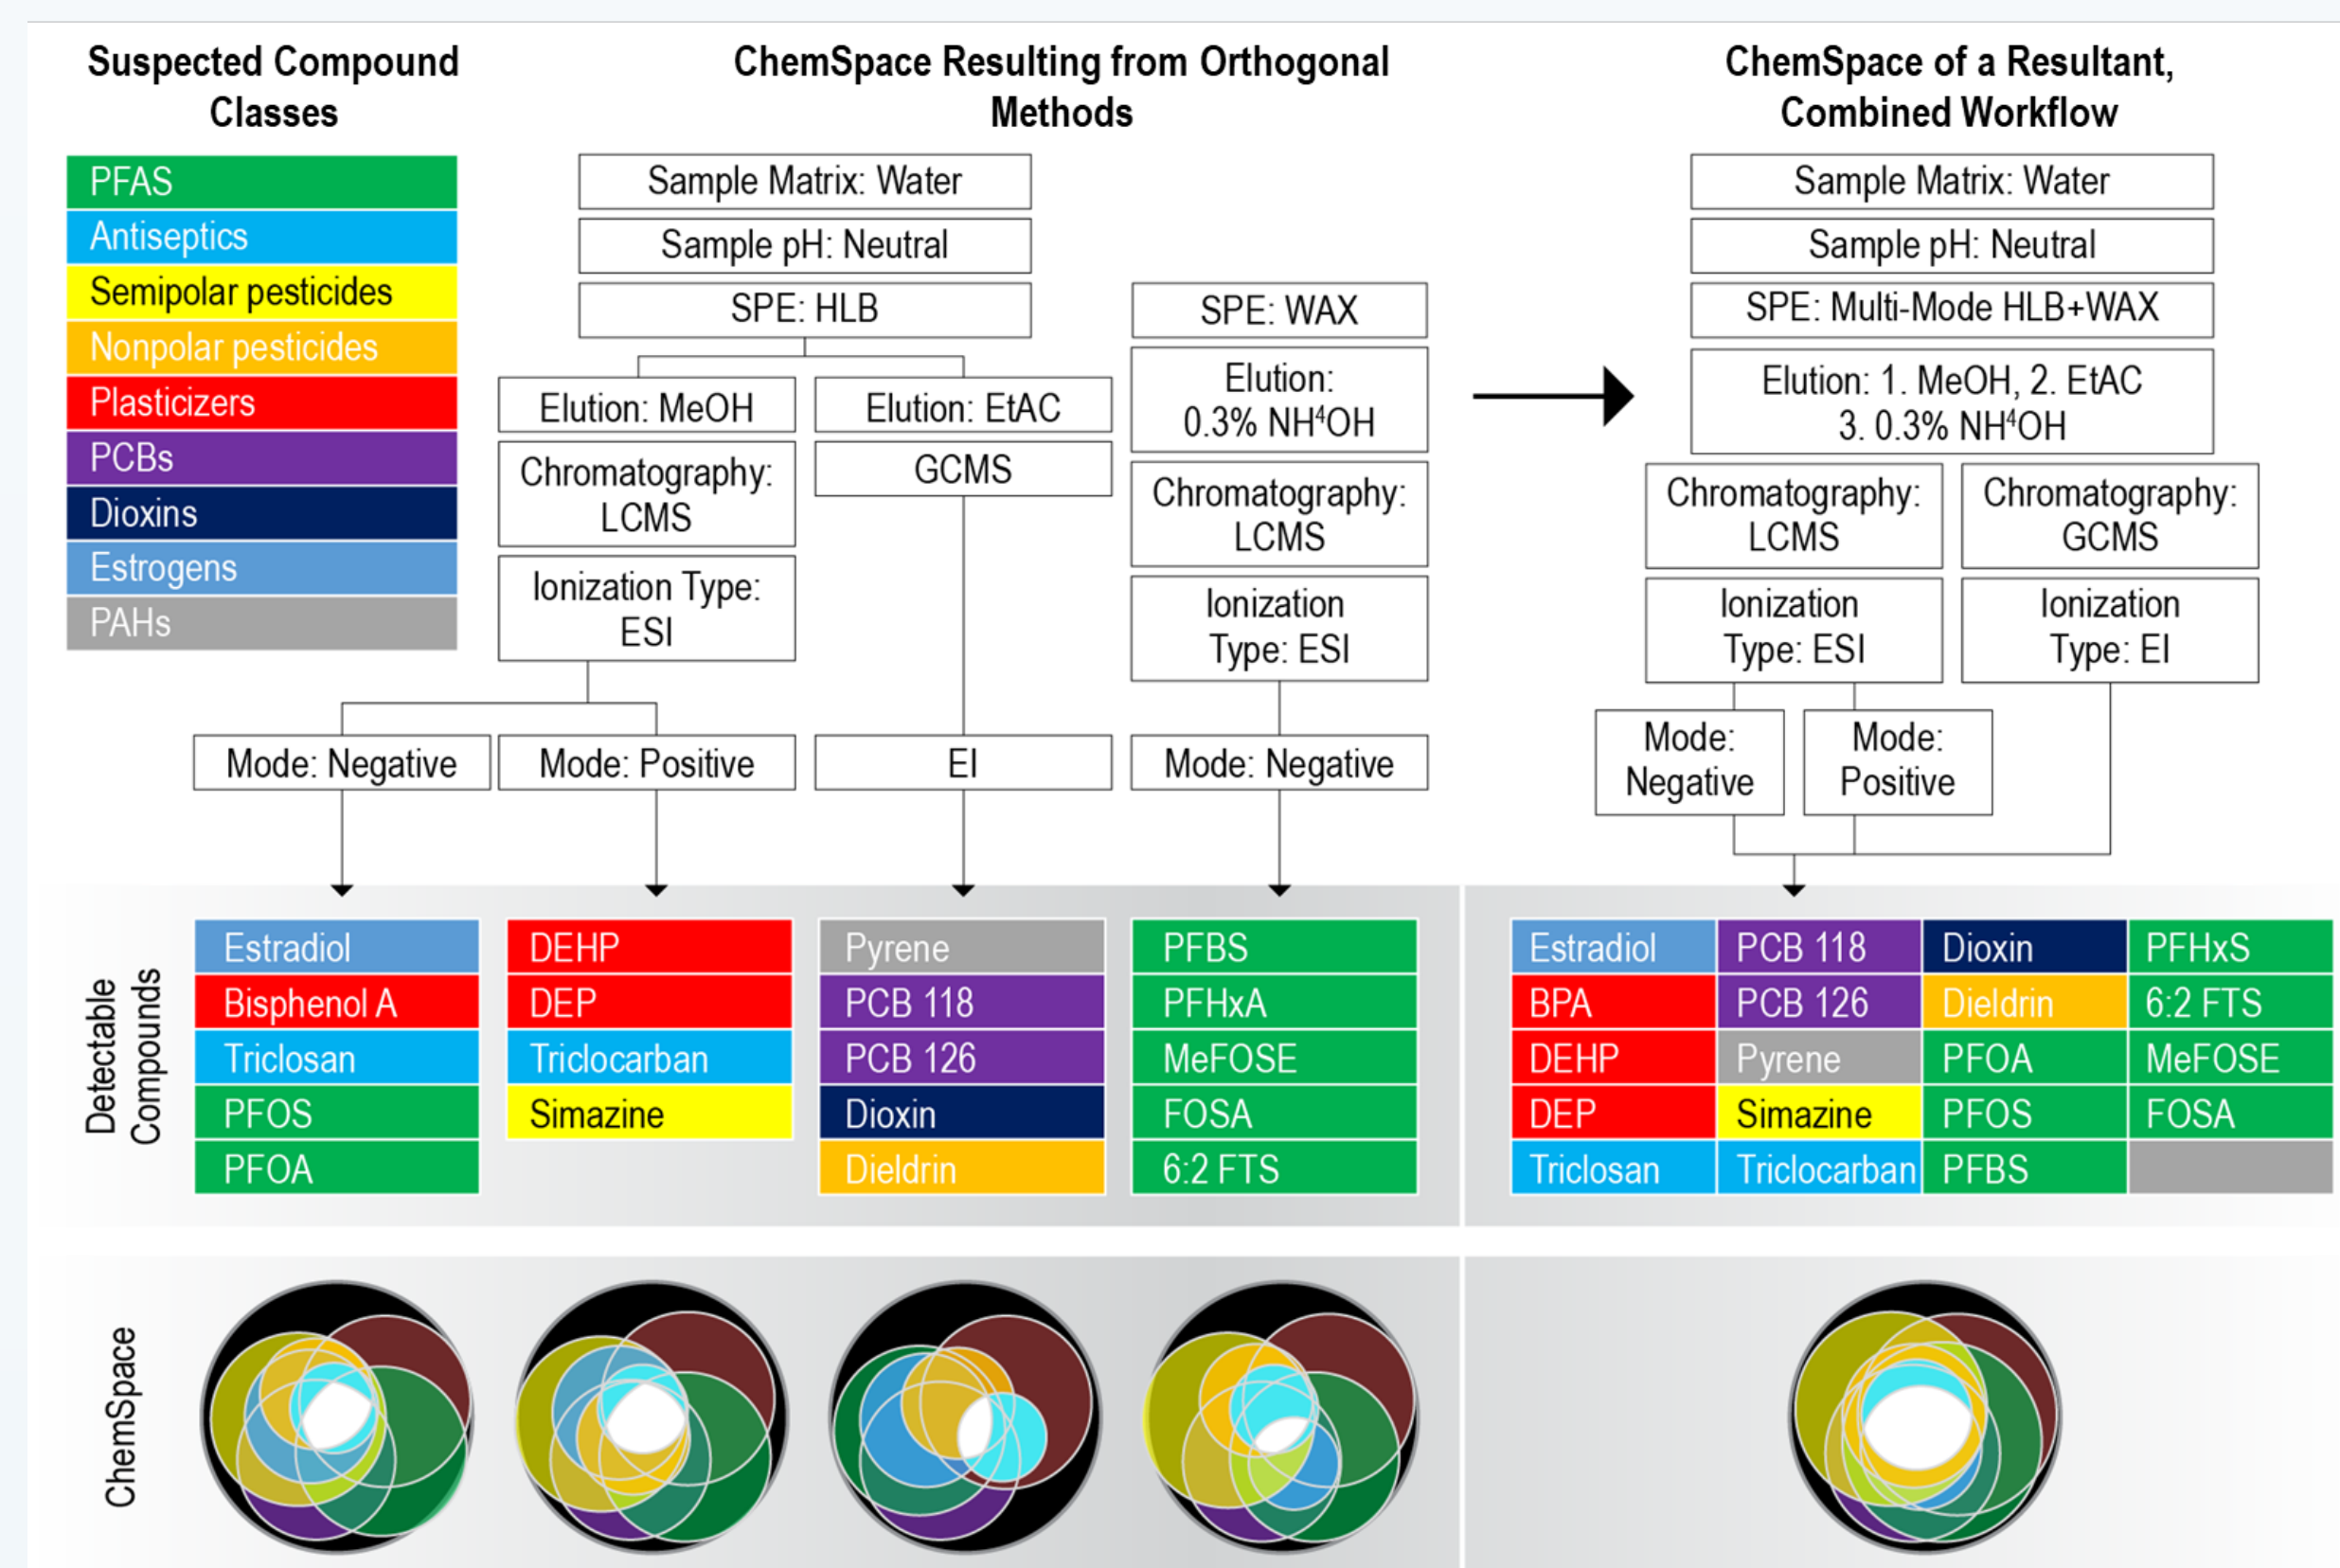 Suspected Compound
Classes
PFAS
Antiseptics
Semipolar pesticides
Nonpolar pesticides
Plasticizers
PCBs
Dioxins
Estrogens
PAHs
ChemSpace Resulting from Orthogonal
Methods
Sample Matrix: Water
Sample pH: Neutral
SPE: HLB
SPE: WAX
Elution: MeOH
Elution: EtAC
Elution:
0.3% NH⁴OH
Chromatography:
LCMS
GCMS
Chromatography:
LCMS
Ionization Type:
ESI
Ionization
Type: ESI
Mode: Negative
Mode: Positive
EI
Mode: Negative
ChemSpace of a Resultant,
Combined Workflow
Sample Matrix: Water
Sample pH: Neutral
SPE: Multi-Mode HLB+WAX
Elution: 1. MeOH, 2. EtAC
3. 0.3% NH⁴OH
Chromatography:
LCMS
Chromatography:
GCMS
Ionization
Type: ESI
Ionization
Type: EI
Mode:
Negative
Mode:
Positive
Detectable
Compounds
Estradiol
Bisphenol A
Triclosan
PFOS
PFOA
DEHP
DEP
Triclocarban
Simazine
Pyrene
PCB 118
PCB 126
Dioxin
Dieldrin
PFBS
PFHxA
MeFOSE
FOSA
6:2 FTS
Estradiol
BPA
DEHP
DEP
Triclosan
PCB 118
PCB 126
Pyrene
Simazine
Triclocarban
Dioxin
Dieldrin
PFOA
PFOS
PFBS
PFHxS
6:2 FTS
MeFOSE
FOSA
ChemSpace